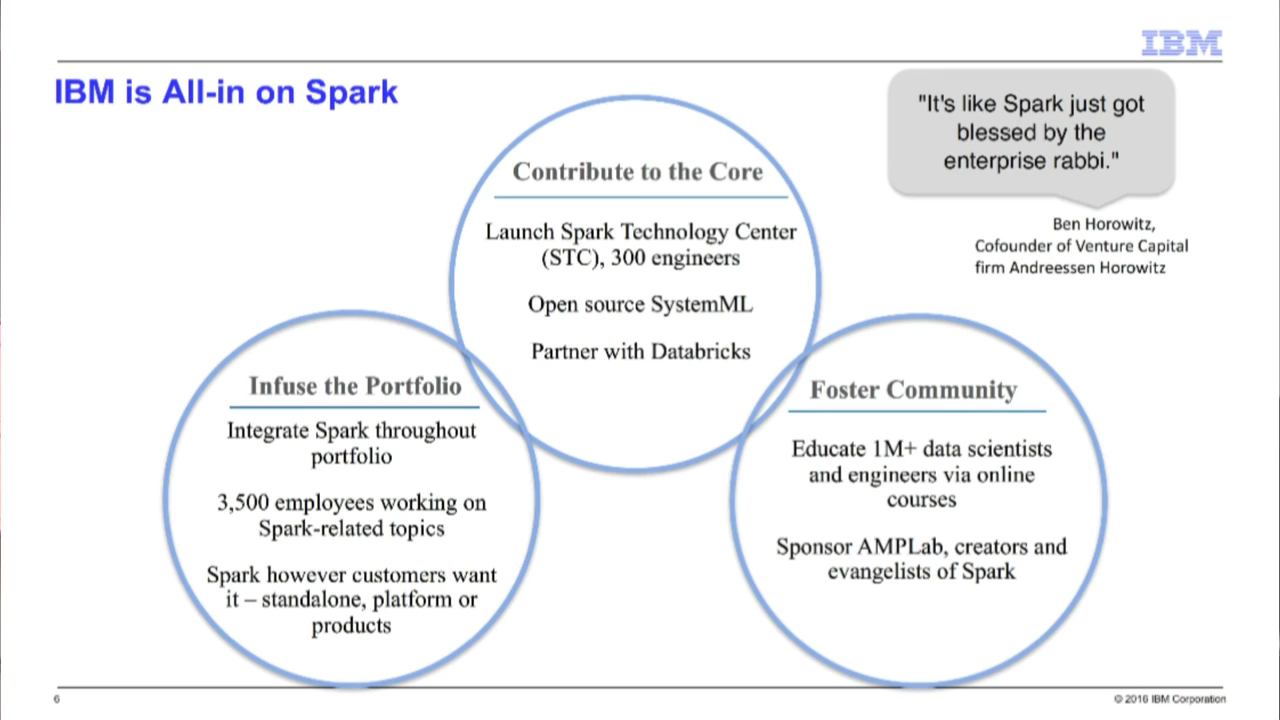 IBM
IBM is All-in on Spark
"It's like Spark just got
blessed by the
enterprise rabbi."
Ben Horowitz,
Cofounder of Venture Capital
firm Andreessen Horowitz
Contribute to the Core
Launch Spark Technology Center
(STC), 300 engineers
Open source SystemML
Partner with Databricks
Infuse the Portfolio
Integrate Spark throughout
portfolio
3,500 employees working on
Spark-related topics
Spark however customers want
it – standalone, platform or
products
Foster Community
Educate 1M+ data scientists
and engineers via online
courses
Sponsor AMPLab, creators and
evangelists of Spark
6
© 2016 IBM Corporation